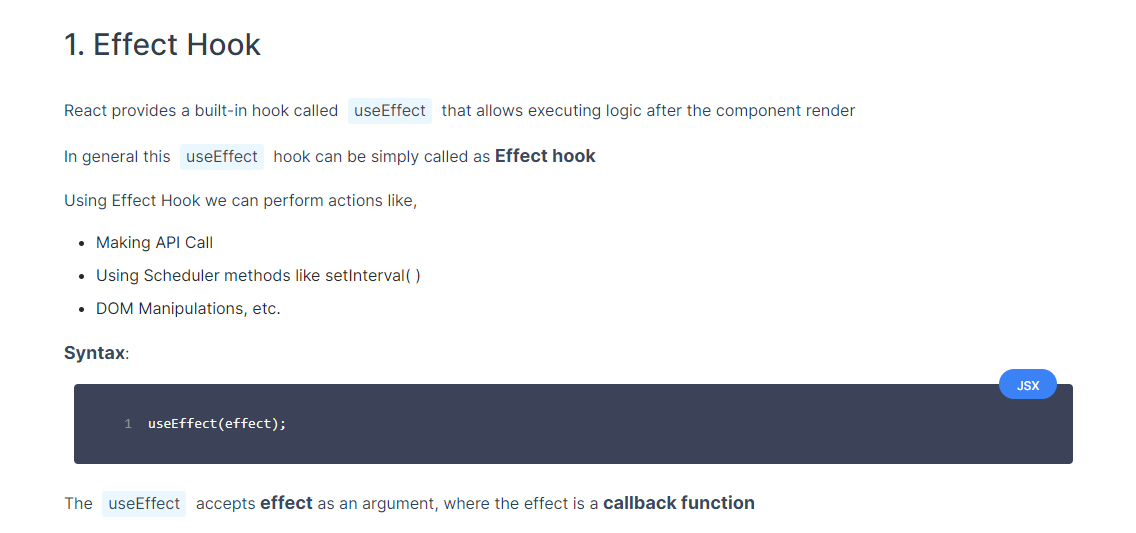 1. Effect Hook
React provides a built-in hook called useEffect that allows executing logic after the component render
In general this useEffect hook can be simply called as Effect hook
Using Effect Hook we can perform actions like,
• Making API Call
• Using Scheduler methods like setInterval( )
• DOM Manipulations, etc.
Syntax:
JSX
1 useEffect(effect);
The useEffect accepts effect as an argument, where the effect is a callback function